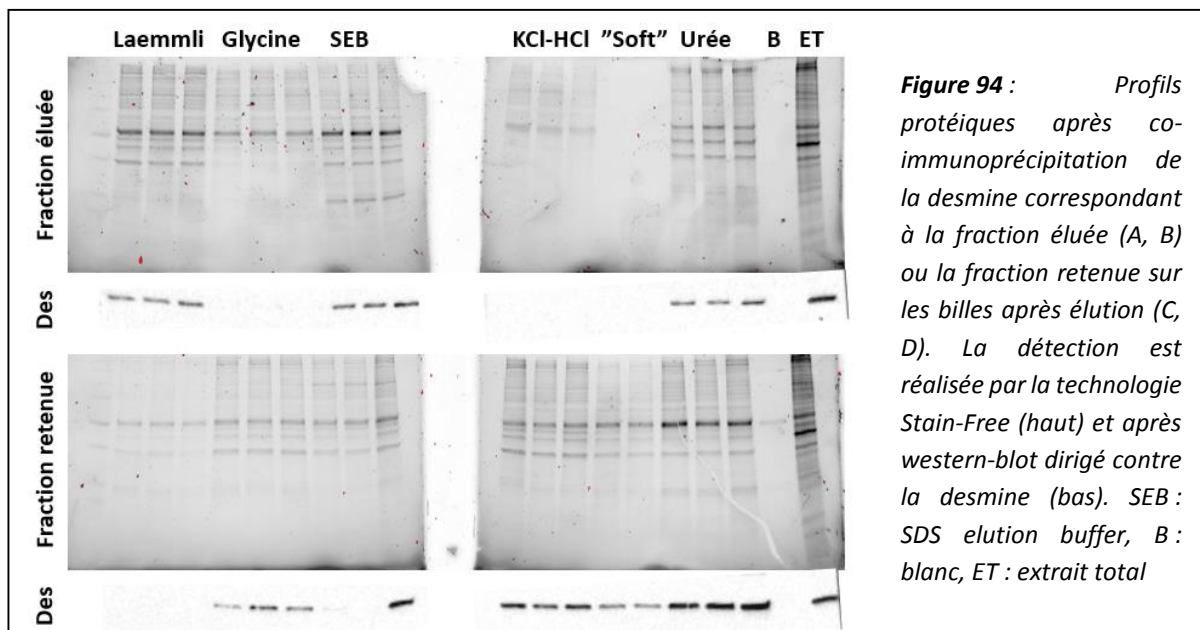 Laemmli Glycine SEB KCl-HCl ”Soft” Urée B ET
Fraction éluée
Des
Fraction retenue
Des
Figure 94 : Profils
protéiques après co-
immunoprécipitation de
la desmine correspondant
à la fraction éluée (A, B)
ou la fraction retenue sur
les billes après élution (C,
D). La détection est
réalisée par la technologie
Stain-Free (haut) et après
western-blot dirigé contre
la desmine (bas). SEB :
SDS elution buffer, B :
blanc, ET : extrait total